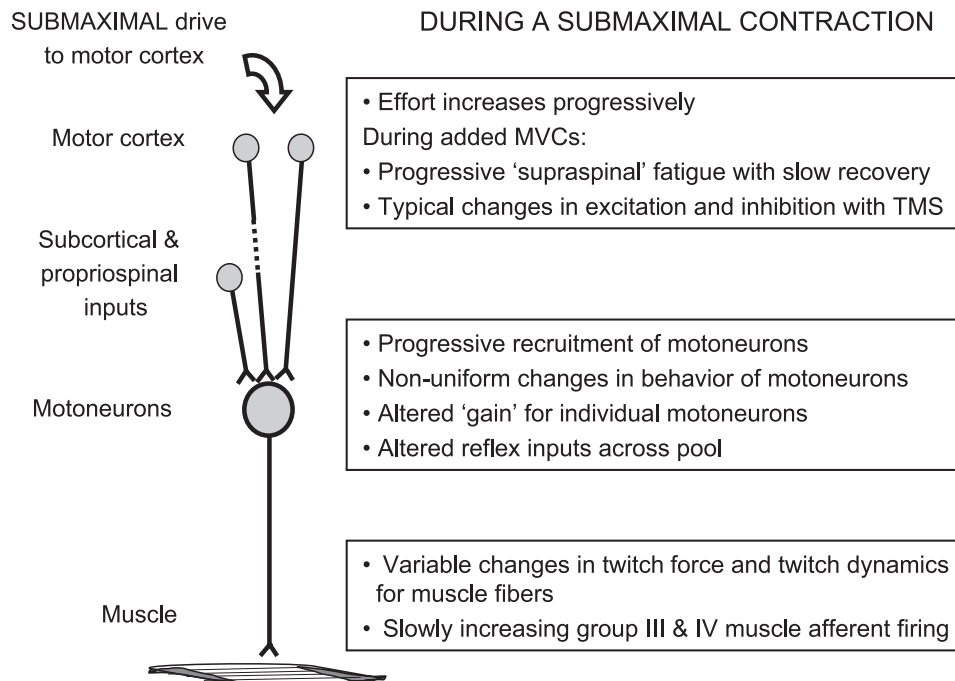 SUBMAXIMAL drive
to motor cortex
DURING A SUBMAXIMAL CONTRACTION
Motor cortex
• Effort increases progressively
During added MVCs:
• Progressive ‘supraspinal’ fatigue with slow recovery
• Typical changes in excitation and inhibition with TMS
Subcortical &
propriospinal
inputs
Motoneurons
• Progressive recruitment of motoneurons
• Non-uniform changes in behavior of motoneurons
• Altered ‘gain’ for individual motoneurons
• Altered reflex inputs across pool
Muscle
• Variable changes in twitch force and twitch dynamics
for muscle fibers
• Slowly increasing group III & IV muscle afferent firing